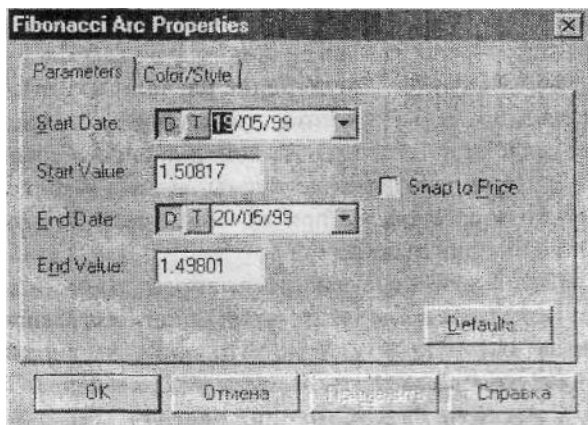 Fibonacci Arc Properties
Parameters Color/Style
Start Date: D T 19/05/99
Start Value: 1.50817
Snap to Price
End Date: D T 20/05/99
End Value: 1.49801
Defaults...
OK Отмена Справка